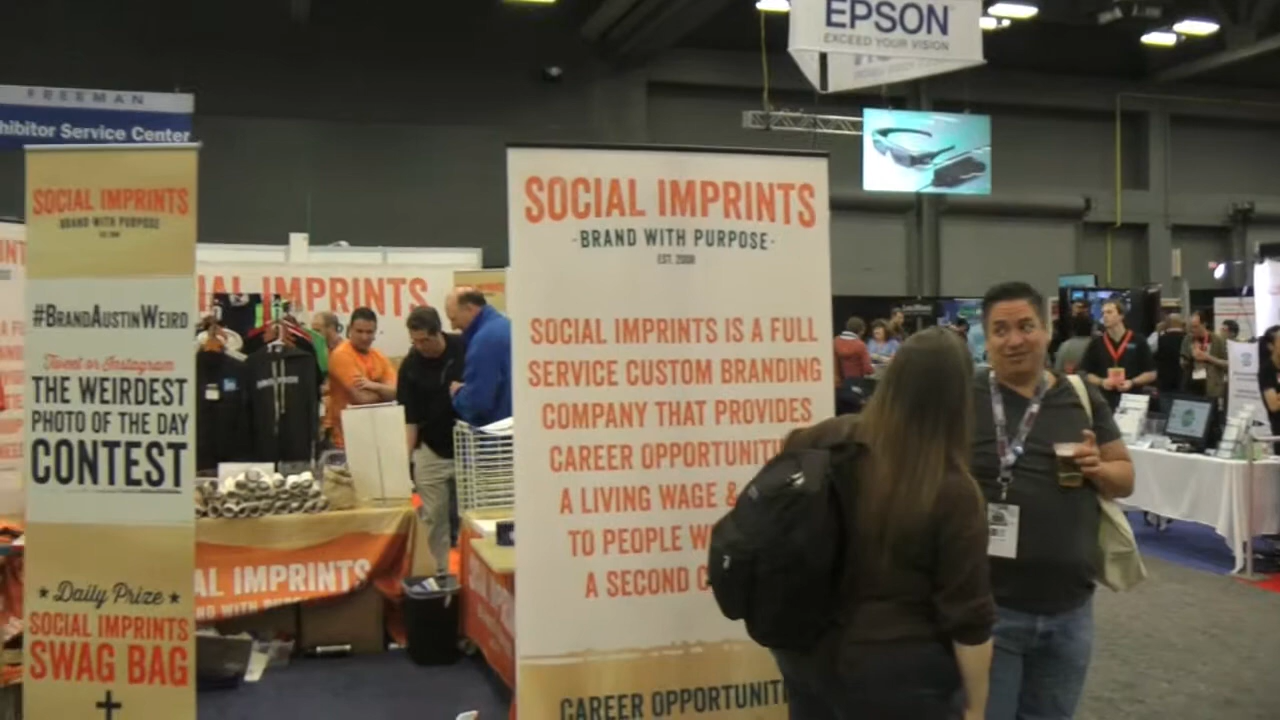 EPSON
EXCEED YOUR VISION
FREEMAN
hibitor Service Center
SOCIAL IMPRINTS
BRAND WITH PURPOSE
#BRANDAUSTINWEIRD
Tweet or Instagram
THE WEIRDEST
PHOTO OF THE DAY
CONTEST
Daily Prize
SOCIAL IMPRINTS
SWAG BAG
IAL IMPRINTS
AL IMPRINTS
SOCIAL IMPRINTS
-BRAND WITH PURPOSE-
EST. 2008
SOCIAL IMPRINTS IS A FULL
SERVICE CUSTOM BRANDING
COMPANY THAT PROVIDES
CAREER OPPORTUNITI
A LIVING WAGE &
TO PEOPLE W
A SECOND C
CAREER OPPORTUNITI